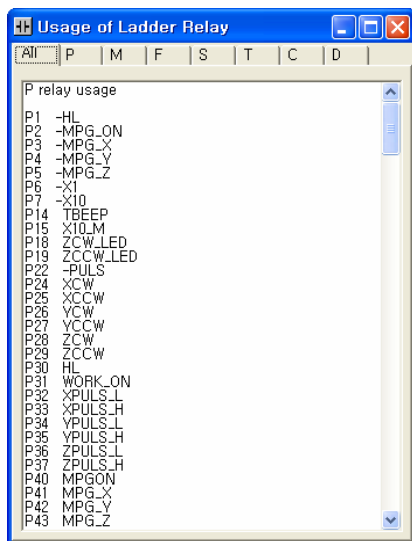 Usage of Ladder Relay
All P M F S T C D
P relay usage
P1 -HL
P2 -MPG_ON
P3 -MPG_X
P4 -MPG_Y
P5 -MPG_Z
P6 -X1
P7 -X10
P14 TBEEP
P15 X10_M
P18 ZCW_LED
P19 ZCCW_LED
P22 -PULS
P24 XCW
P25 XCCW
P26 YCW
P27 YCCW
P28 ZCW
P29 ZCCW
P30 HL
P31 WORK_ON
P32 XPULS_L
P33 XPULS_H
P34 YPULS_L
P35 YPULS_H
P36 ZPULS_L
P37 ZPULS_H
P40 MPGON
P41 MPG_X
P42 MPG_Y
P43 MPG_Z